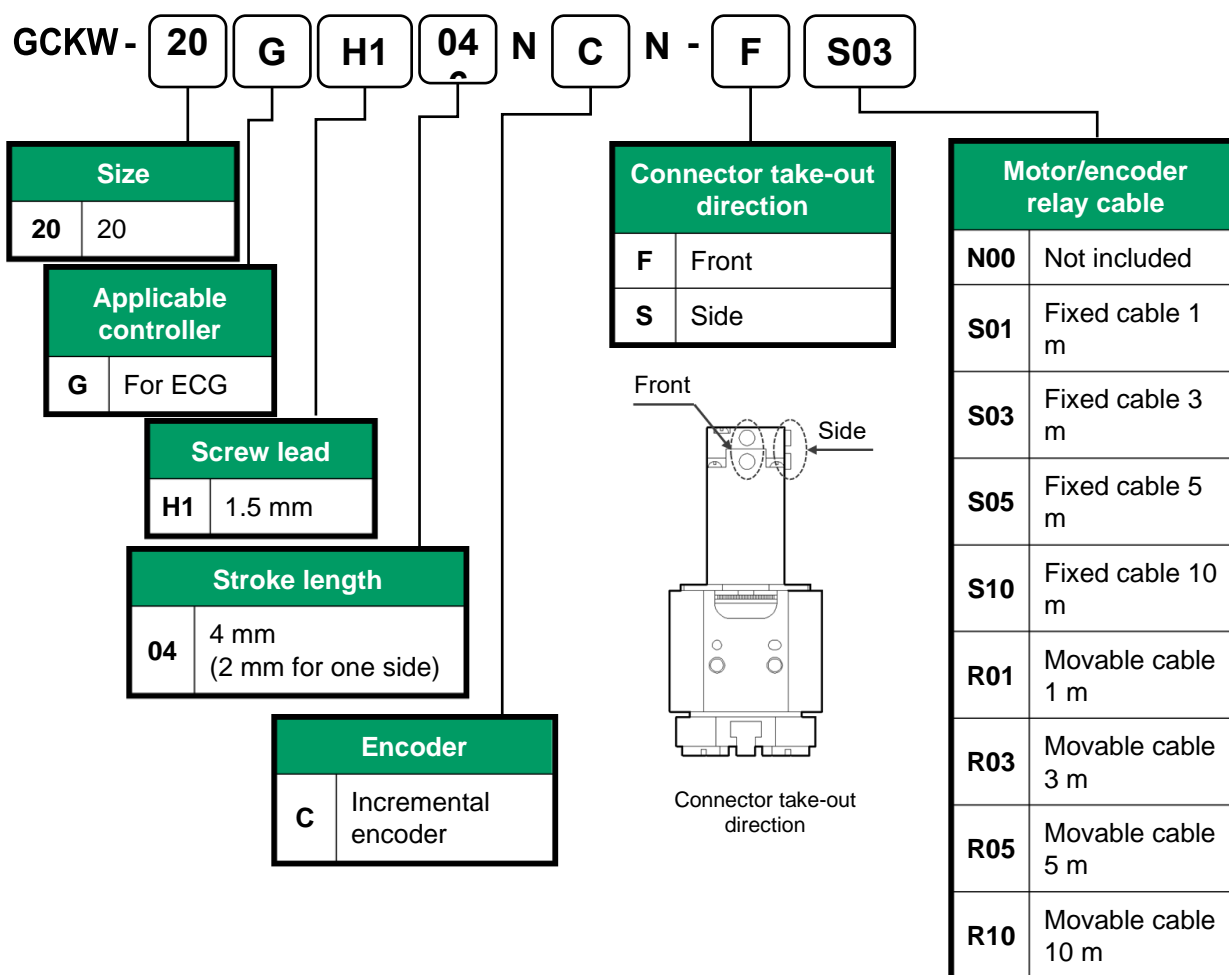 GCKW - 20 G H1 04 N C N - F S03
Size
20 20
Applicable
controller
G For ECG
Screw lead
H1 1.5 mm
Stroke length
04 4 mm
(2 mm for one side)
Encoder
C Incremental
encoder
Connector take-out
direction
F Front
S Side
Front
Side
Connector take-out
direction
Motor/encoder
relay cable
N00 Not included
S01 Fixed cable 1
m
S03 Fixed cable 3
m
S05 Fixed cable 5
m
S10 Fixed cable 10
m
R01 Movable cable
1 m
R03 Movable cable
3 m
R05 Movable cable
5 m
R10 Movable cable
10 m